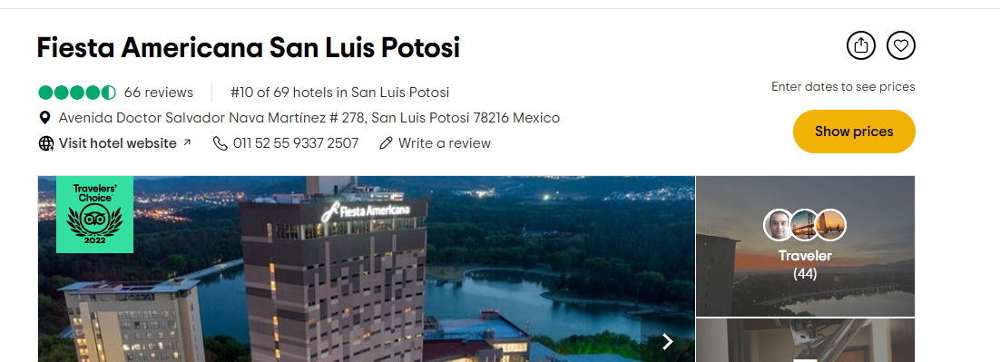 Fiesta Americana San Luis Potosi
66 reviews
#10 of 69 hotels in San Luis Potosi
Enter dates to see prices
Avenida Doctor Salvador Nava Martínez # 278, San Luis Potosi 78216 Mexico
Show prices
Visit hotel website
011 52 55 9337 2507
Write a review
Travelers'
Choice
2022
Fiesta Americana
Traveler
(44)